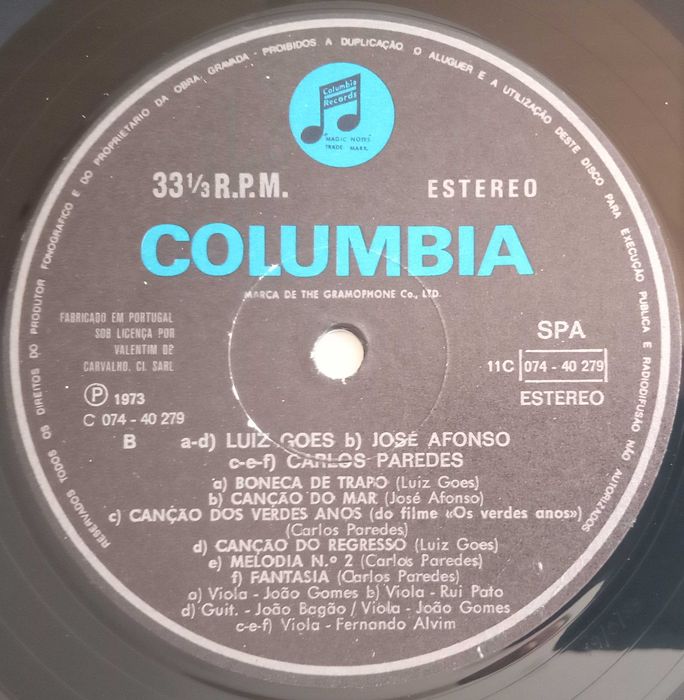 RESERVADOS TODOS OS DIREITOS DO PRODUTOR FONOGRAFICO E DO PROPRIETARIO DA OBRA GRAVADA - PROIBIDOS A DUPLICAÇÃO O ALUGUER E A UTILIZAÇÃO DESTE DISCO PARA EXECUÇÃO PUBLICA E RADIODIFUSÃO NÃO AUTORIZADOS
Columbia
Records
"MAGIC NOTES"
TRADE MARK.
33 1/3 R.P.M.
ESTEREO
COLUMBIA
MARCA DE THE GRAMOPHONE Co., LTD.
FABRICADO EM PORTUGAL
SOB LICENÇA POR
VALENTIM DE
CARVALHO, CI. SARL
SPA
11C 074 - 40 279
ESTEREO
Ⓟ 1973
C 074 - 40 279
B a-d) LUIZ GOES b) JOSÉ AFONSO
c-e-f) CARLOS PAREDES
a) BONECA DE TRAPO (Luiz Goes)
b) CANÇÃO DO MAR (José Afonso)
c) CANÇÃO DOS VERDES ANOS (do filme «Os verdes anos»)
(Carlos Paredes)
d) CANÇÃO DO REGRESSO (Luiz Goes)
e) MELODIA N.º 2 (Carlos Paredes)
f) FANTASIA (Carlos Paredes)
a) Viola - João Gomes b) Viola - Rui Pato
d) Guit. - João Bagão / Viola - João Gomes
c-e-f) Viola - Fernando Alvim